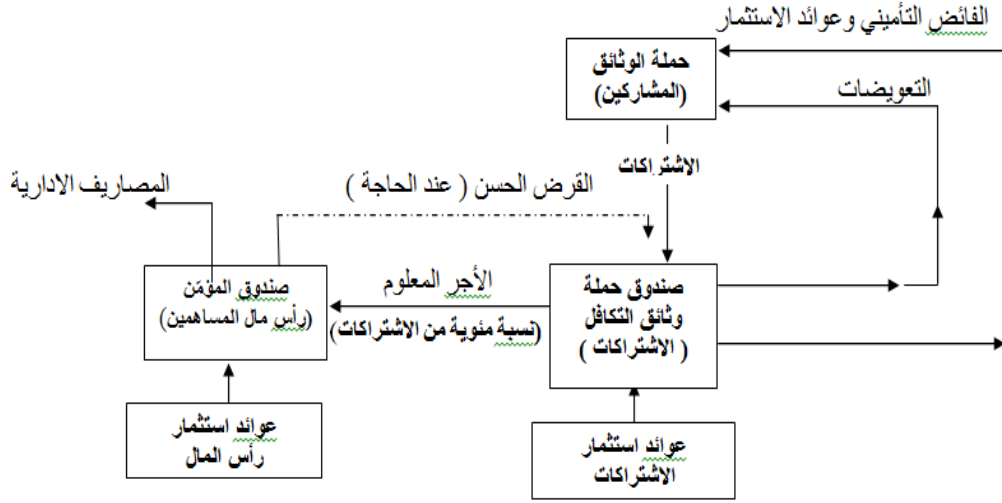 الفائض التأميني وعوائد الاستثمار
حملة الوثائق
(المشاركين)
التعويضات
الاشتراكات
القرض الحسن ( عند الحاجة )
المصاريف الادارية
صندوق حملة
وثائق التكافل
( الاشتراكات )
الأجر المعلوم
(نسبة مئوية من الاشتراكات)
صندوق المؤمّن
(رأس مال المساهمين)
عوائد استثمار
الاشتراكات
عوائد استثمار
رأس المال